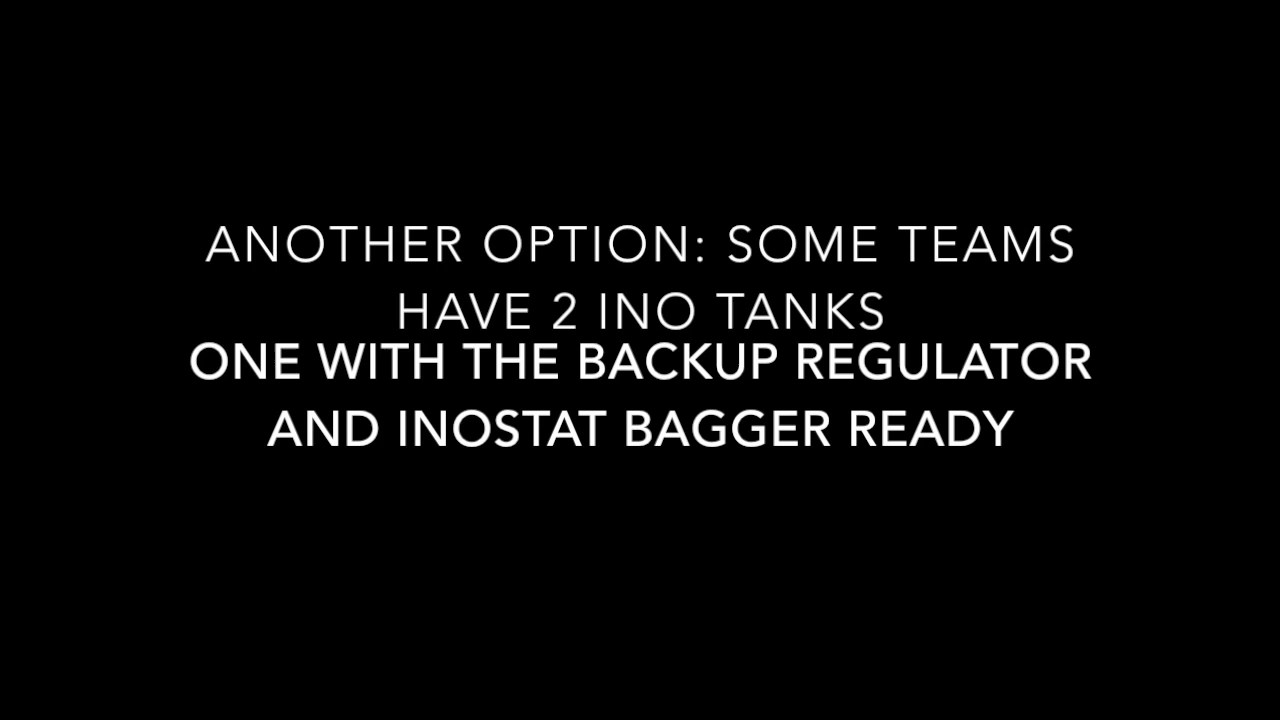 ANOTHER OPTION: SOME TEAMS
HAVE 2 INO TANKS
ONE WITH THE BACKUP REGULATOR
AND INOSTAT BAGGER READY